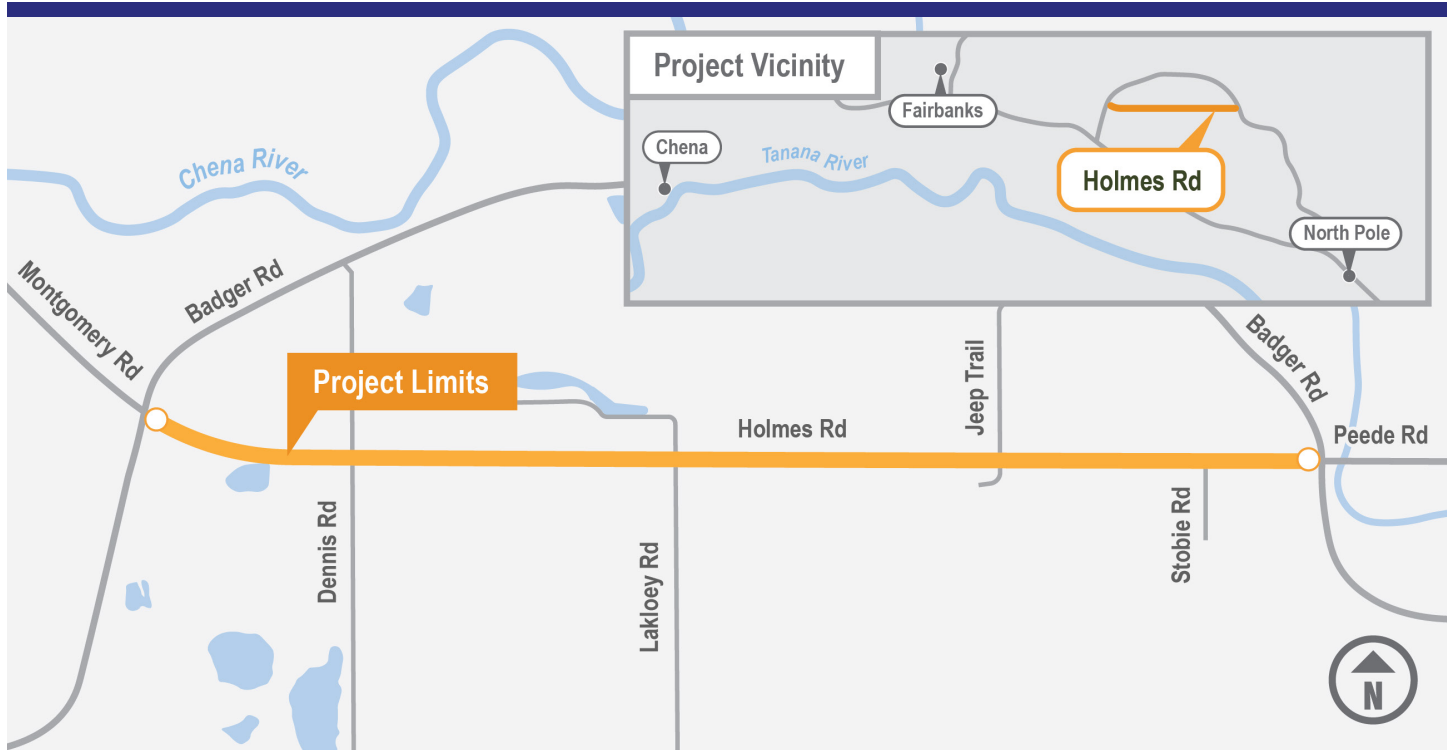 Project Vicinity
Fairbanks
Chena
Tanana River
Holmes Rd
North Pole
Chena River
Montgomery Rd
Badger Rd
Project Limits
Holmes Rd
Jeep Trail
Badger Rd
Peede Rd
Dennis Rd
Lakloey Rd
Stobie Rd
N